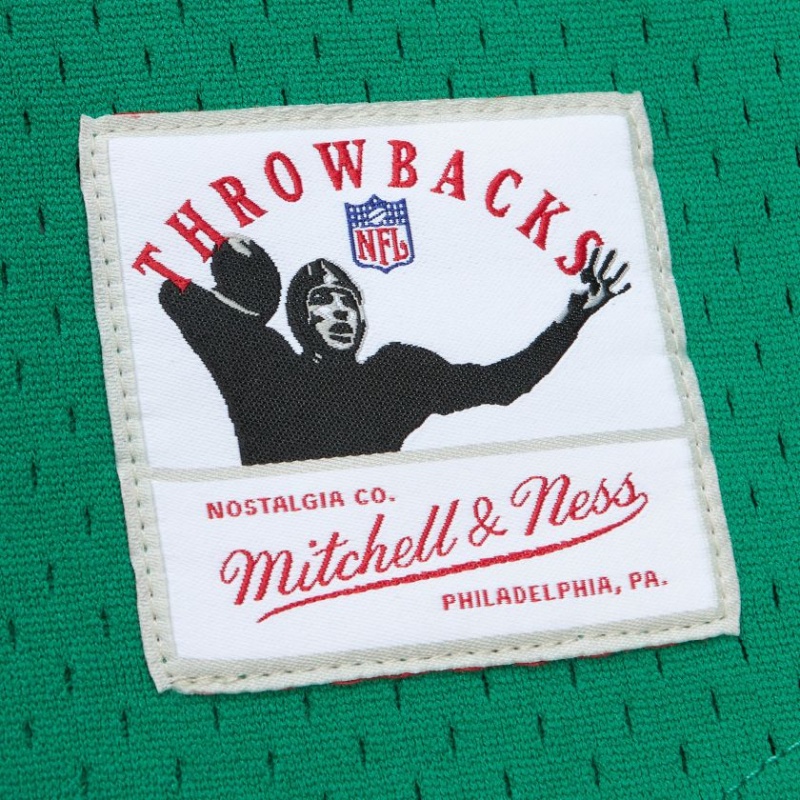 THROWBACKS
NFL
NOSTALGIA CO.
Mitchell & Ness
PHILADELPHIA, PA.